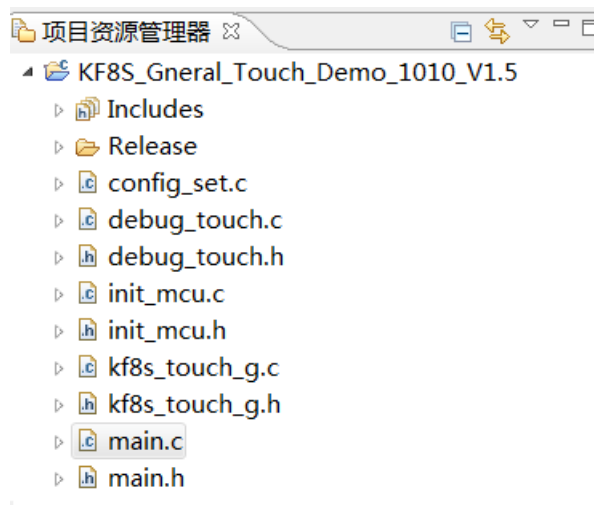 项目资源管理器
KF8S_Gneral_Touch_Demo_1010_V1.5
Includes
Release
config_set.c
debug_touch.c
debug_touch.h
init_mcu.c
init_mcu.h
kf8s_touch_g.c
kf8s_touch_g.h
main.c
main.h